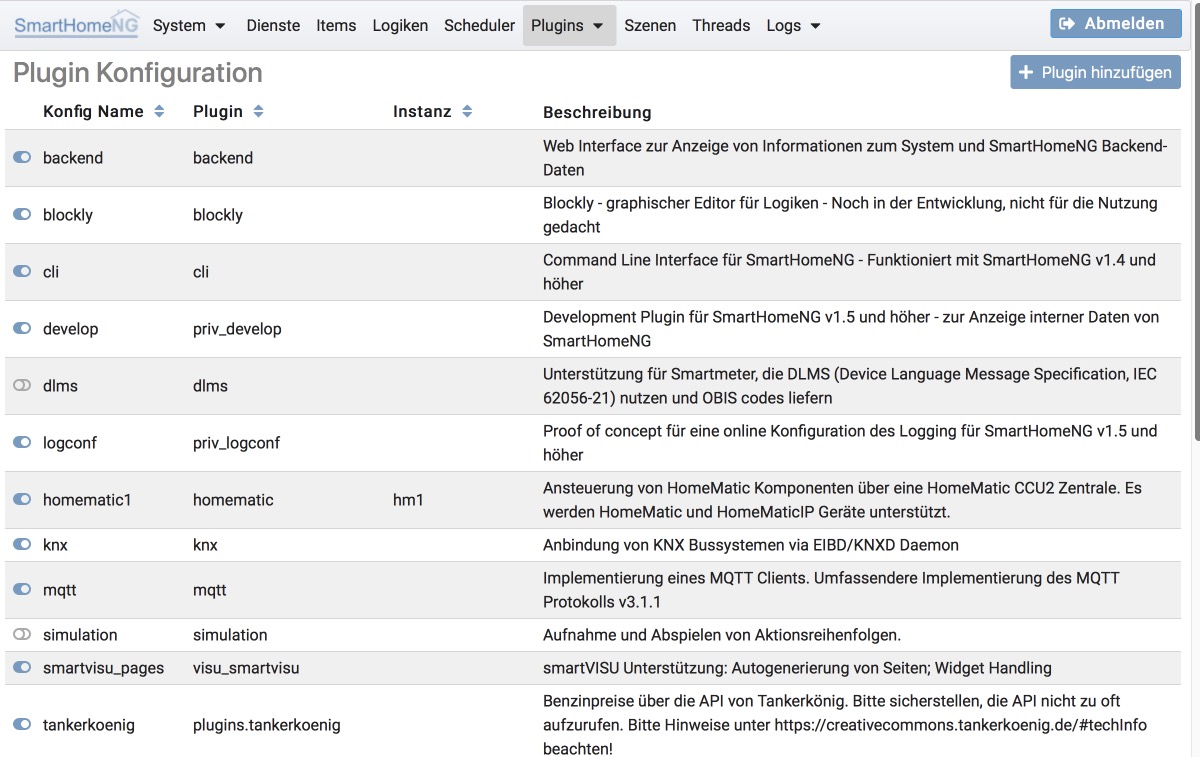 SmartHomeNG System Dienste Items Logiken Scheduler Plugins Szenen Threads Logs Abmelden
Plugin Konfiguration Plugin hinzufügen
Konfig Name Plugin Instanz Beschreibung
backend backend Web Interface zur Anzeige von Informationen zum System und SmartHomeNG Backend-
Daten
blockly blockly Blockly - graphischer Editor für Logiken - Noch in der Entwicklung, nicht für die Nutzung
gedacht
cli cli Command Line Interface für SmartHomeNG - Funktioniert mit SmartHomeNG v1.4 und
höher
develop priv_develop Development Plugin für SmartHomeNG v1.5 und höher - zur Anzeige interner Daten von
SmartHomeNG
dlms dlms Unterstützung für Smartmeter, die DLMS (Device Language Message Specification, IEC
62056-21) nutzen und OBIS codes liefern
logconf priv_logconf Proof of concept für eine online Konfiguration des Logging für SmartHomeNG v1.5 und
höher
homematic1 homematic hm1 Ansteuerung von HomeMatic Komponenten über eine HomeMatic CCU2 Zentrale. Es
werden HomeMatic und HomeMaticIP Geräte unterstützt.
knx knx Anbindung von KNX Bussystemen via EIBD/KNXD Daemon
mqtt mqtt Implementierung eines MQTT Clients. Umfassendere Implementierung des MQTT
Protokolls v3.1.1
simulation simulation Aufnahme und Abspielen von Aktionsreihenfolgen.
smartvisu_pages visu_smartvisu smartVISU Unterstützung: Autogenerierung von Seiten; Widget Handling
tankerkoenig plugins.tankerkoenig Benzinpreise über die API von Tankerkönig. Bitte sicherstellen, die API nicht zu oft
aufzurufen. Bitte Hinweise unter https://creativecommons.tankerkoenig.de/#techInfo
beachten!